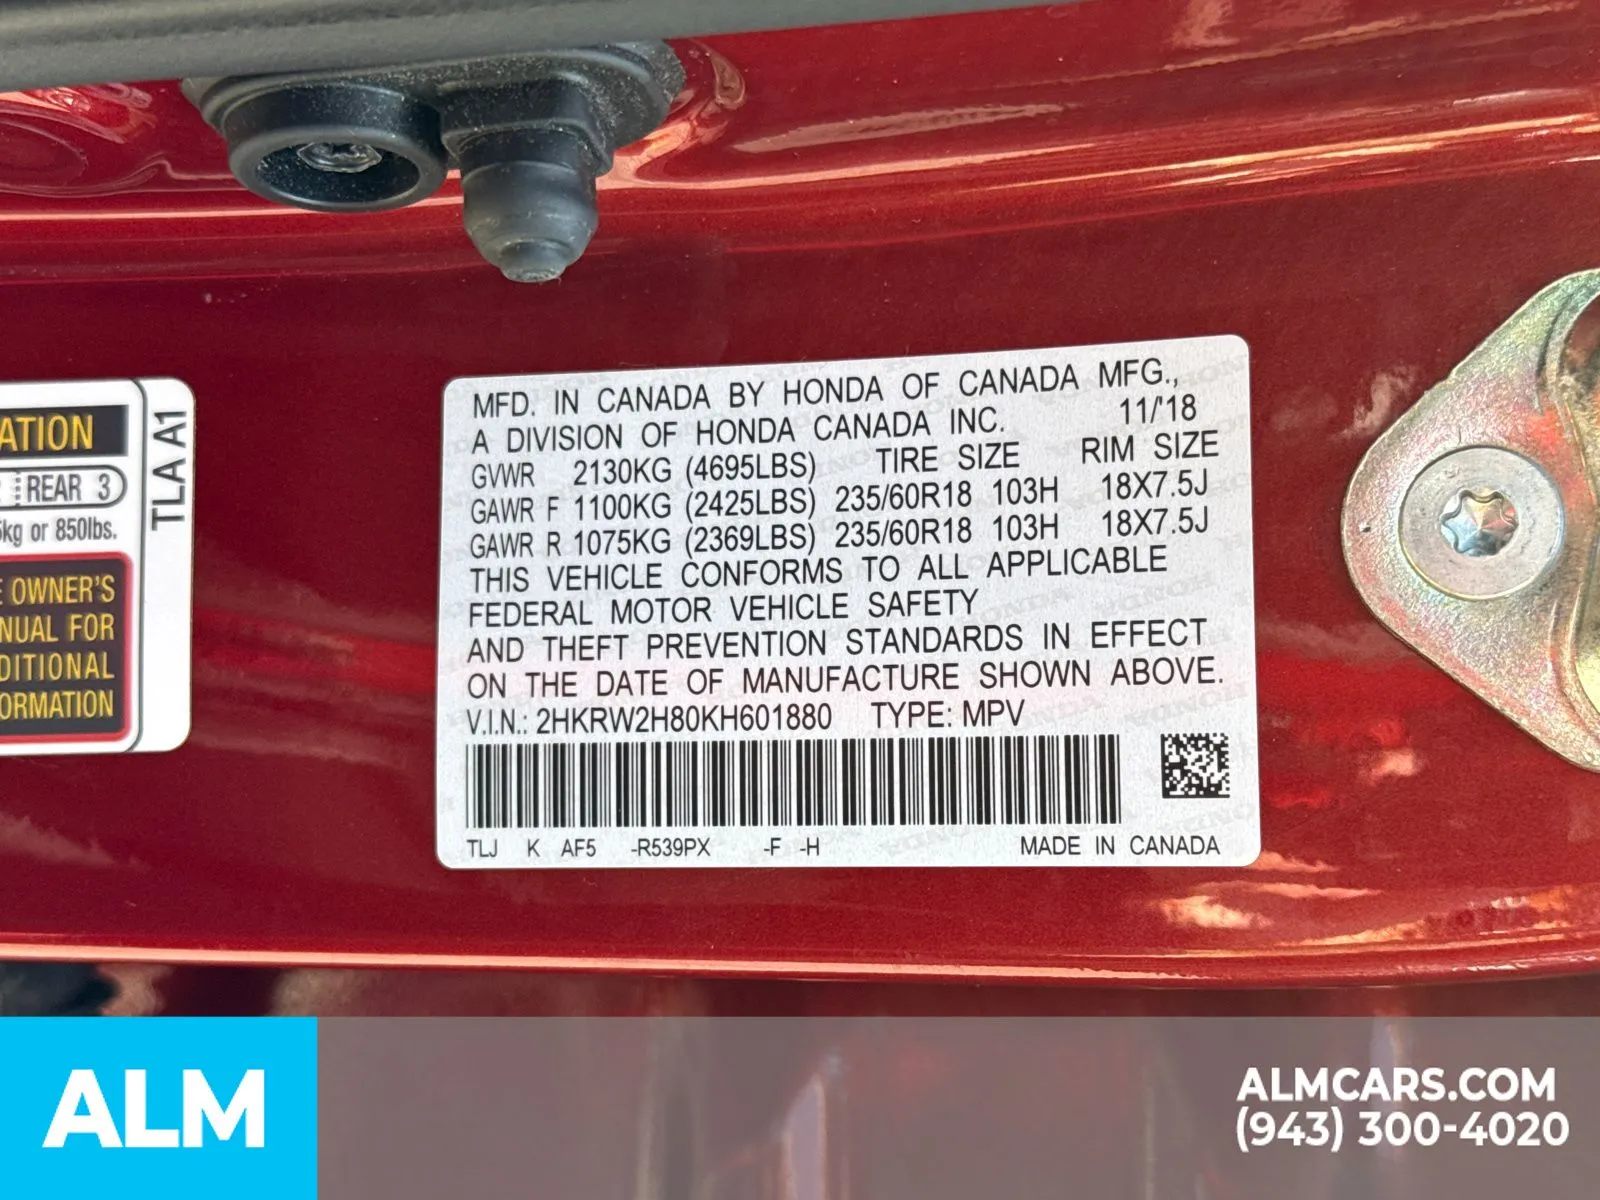 ATION
REAR 3
kg or 850lbs.
OWNER'S
NUAL FOR
DITIONAL
ORMATION
TLA A1
MFD. IN CANADA BY HONDA OF CANADA MFG.,
A DIVISION OF HONDA CANADA INC. 11/'18
GVWR 2130KG (4695LBS) TIRE SIZE RIM SIZE
GAWR F 1100KG (2425LBS) 235/60R18 103H 18X7.5J
GAWR R 1075KG (2369LBS) 235/60R18 103H 18X7.5J
THIS VEHICLE CONFORMS TO ALL APPLICABLE
FEDERAL MOTOR VEHICLE SAFETY
AND THEFT PREVENTION STANDARDS IN EFFECT
ON THE DATE OF MANUFACTURE SHOWN ABOVE.
V.I.N.: 2HKRW2H80KH601880 TYPE: MPV
TLJ K AF5 -R539PX -F -H MADE IN CANADA
ALM
ALMCARS.COM
(943) 300-4020